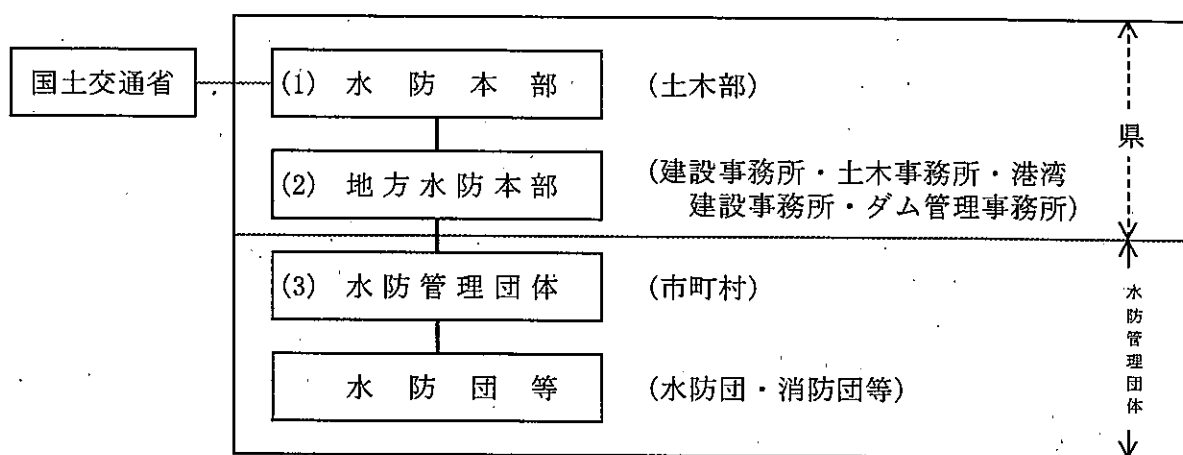 国土交通省
(1) 水防本部 (土木部)
(2) 地方水防本部 (建設事務所・土木事務所・港湾
建設事務所・ダム管理事務所)
(3) 水防管理団体 (市町村)
水防団等 (水防団・消防団等)
県
水防管理団体